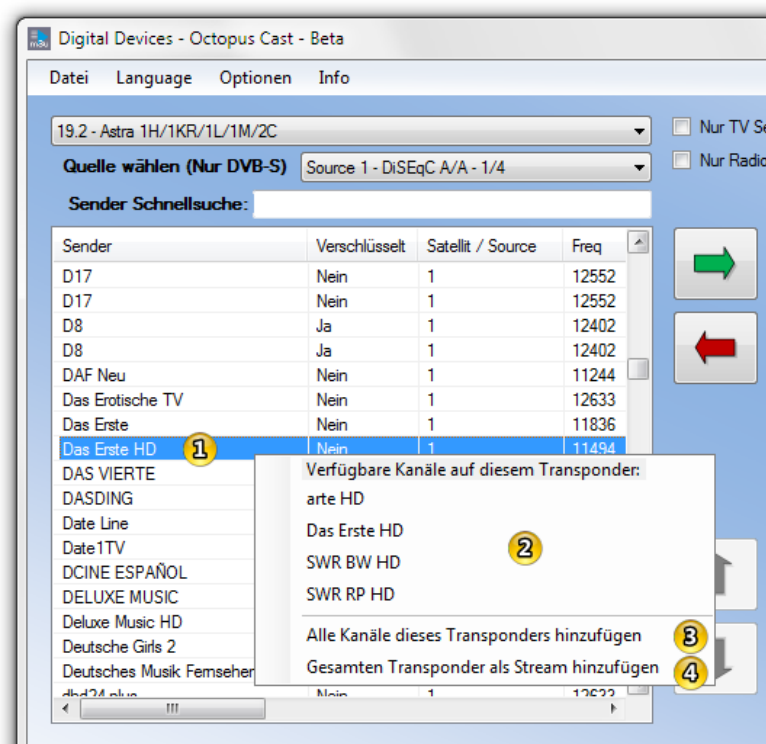 m3u Digital Devices - Octopus Cast - Beta
Datei Language Optionen Info
19.2 - Astra 1H/1KR/1L/1M/2C
Nur TV Se
Quelle wählen (Nur DVB-S) Source 1 - DiSEqC A/A - 1/4
Nur Radio
Sender Schnellsuche:
Sender Verschlüsselt Satellit / Source Freq
D17 Nein 1 12552
D17 Nein 1 12552
D8 Ja 1 12402
D8 Ja 1 12402
DAF Neu Nein 1 11244
Das Erotische TV Nein 1 12633
Das Erste Nein 1 11836
Das Erste HD 1 Nein 1 11494
DAS VIERTE
DASDING
Date Line
Date1TV
DCINE ESPAÑOL
DELUXE MUSIC
Deluxe Music HD
Deutsche Girls 2
Deutsches Musik Fernsehen
dbd24 plus Nein 1 12633
Verfügbare Kanäle auf diesem Transponder:
arte HD
Das Erste HD
2
SWR BW HD
SWR RP HD
Alle Kanäle dieses Transponders hinzufügen 3
Gesamten Transponder als Stream hinzufügen 4